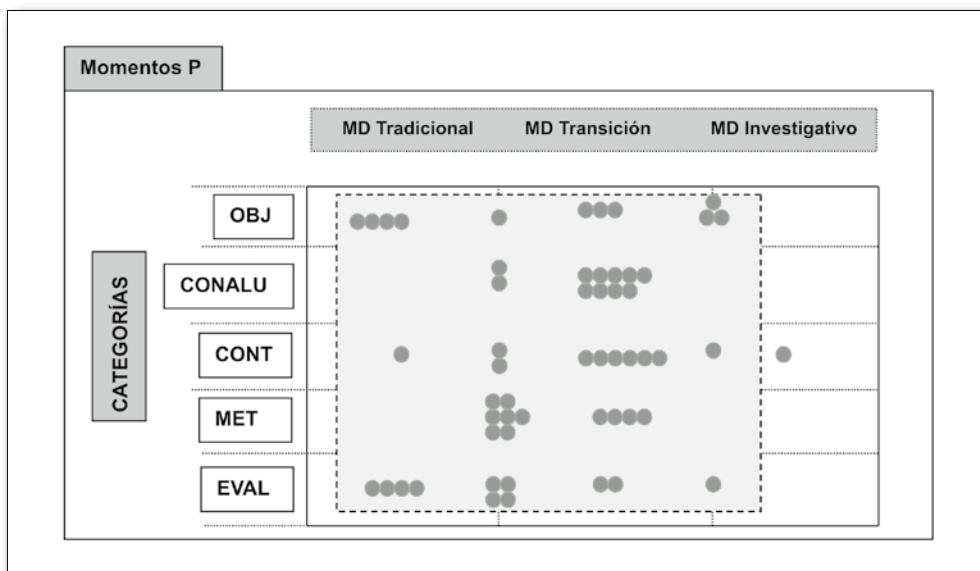 Momentos P
MD Tradicional MD Transición MD Investigativo
CATEGORÍAS
OBJ
CONALU
CONT
MET
EVAL